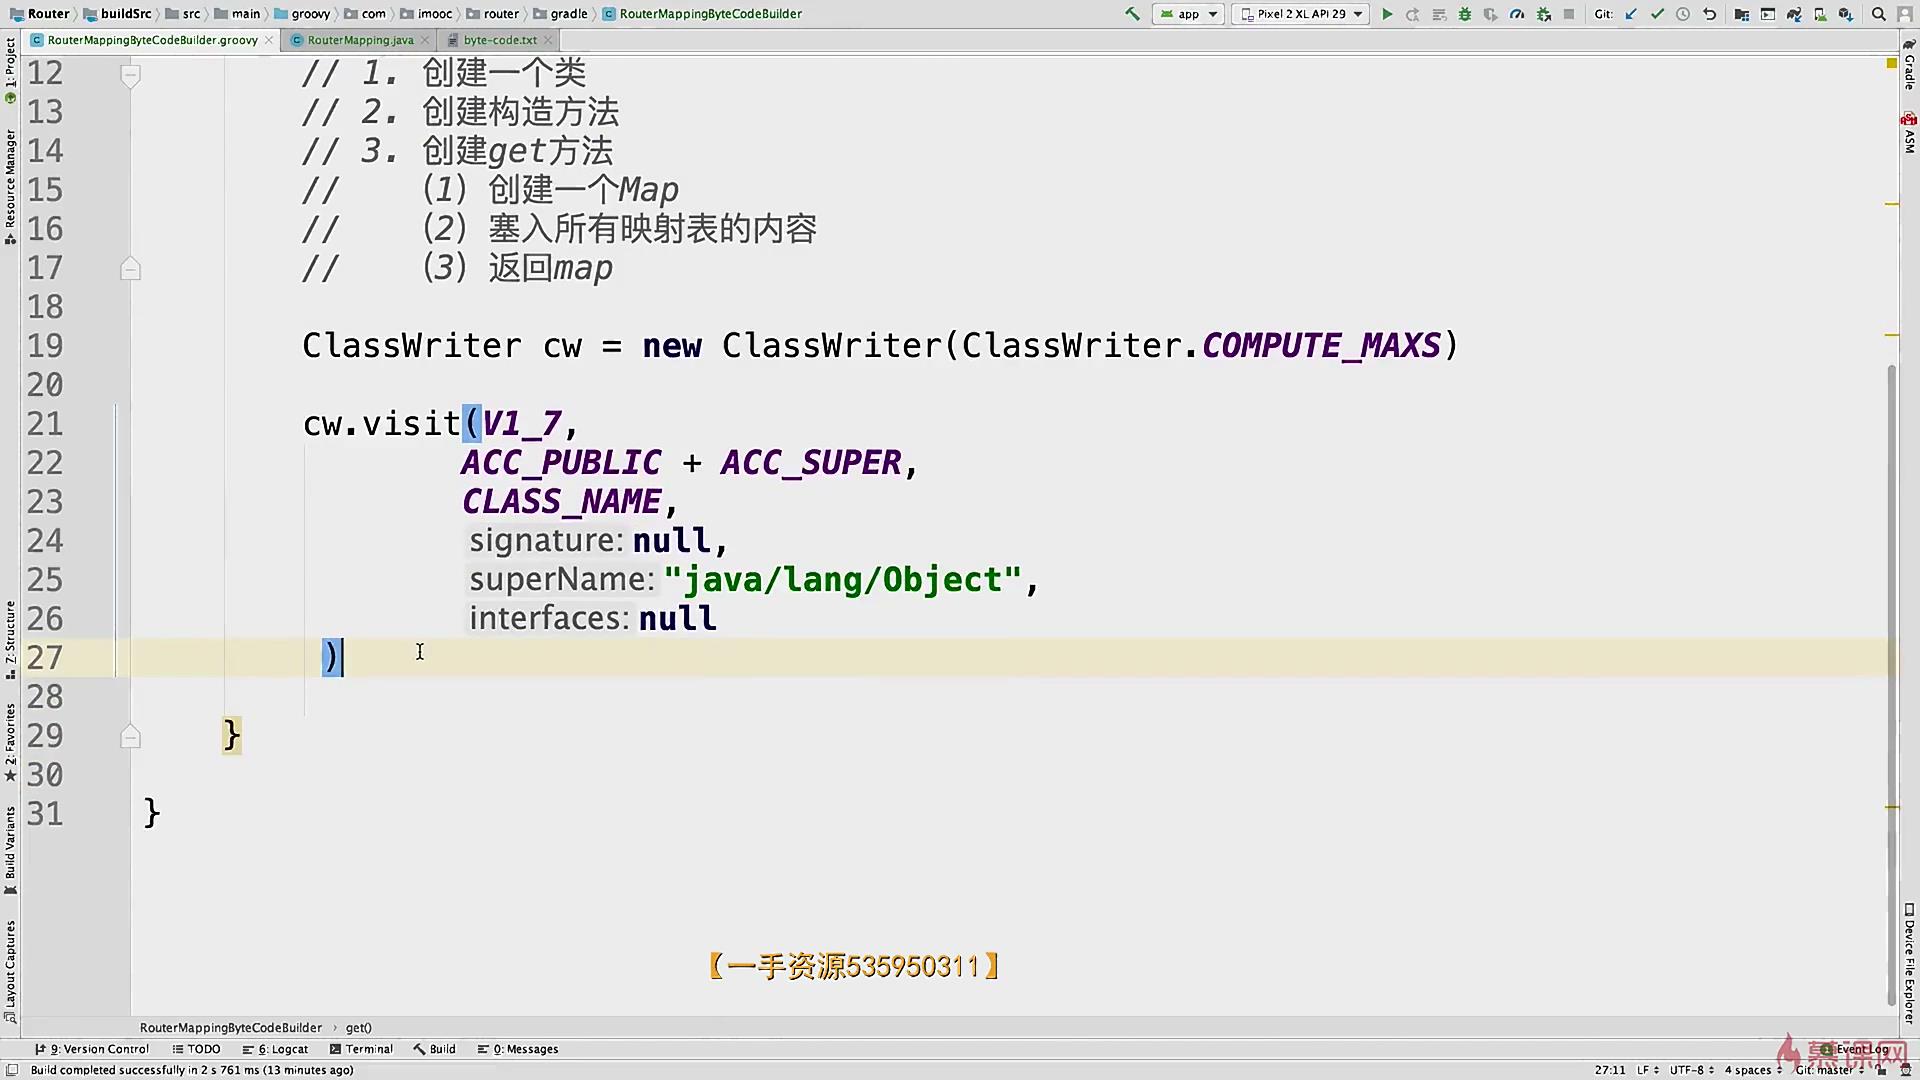 Router buildSrc src main groovy com imooc router gradle RouterMappingByteCodeBuilder app Pixel 2 XL API 29 Git:
RouterMappingByteCodeBuilder.groovy RouterMapping.java byte-code.txt
1: Project
Resource Manager
7: Structure
2: Favorites
Build Variants
Layout Captures
Gradle
ASM
Device File Explorer
12 // 1. 创建一个类
13 // 2. 创建构造方法
14 // 3. 创建get方法
15 // (1) 创建一个Map
16 // (2) 塞入所有映射表的内容
17 // (3) 返回map
18
19 ClassWriter cw = new ClassWriter(ClassWriter.COMPUTE_MAXS)
20
21 cw.visit(V1_7,
22 ACC_PUBLIC + ACC_SUPER,
23 CLASS_NAME,
24 signature: null,
25 superName: "java/lang/Object",
26 interfaces: null
27 )
28
29 }
30
31 }
【一手资源535950311】
RouterMappingByteCodeBuilder › get()
9: Version Control TODO 6: Logcat Terminal Build 0: Messages 1 Event Log
慕课网
Build completed successfully in 2 s 761 ms (13 minutes ago) 27:11 LF UTF-8 4 spaces Git: master